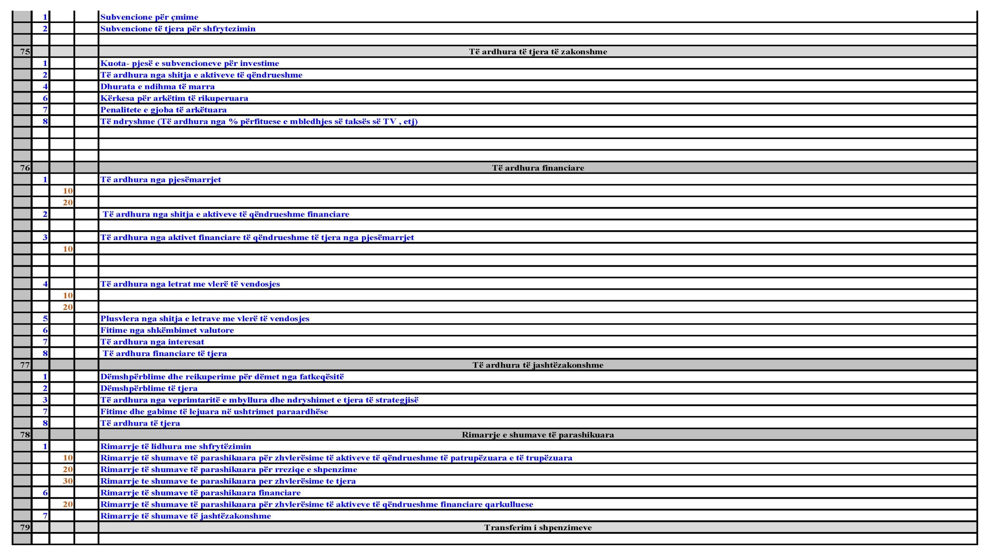 1 Subvencione për çmime
2 Subvencione të tjera për shfrytezimin
75 Të ardhura të tjera të zakonshme
1 Kuota- pjesë e subvencioneve për investime
2 Të ardhura nga shitja e aktiveve të qëndrueshme
4 Dhurata e ndihma të marra
6 Kërkesa për arkëtim të rikuperuara
7 Penalitete e gjoba të arkëtuara
8 Të ndryshme (Të ardhura nga % përfituese e mbledhjes së taksës së TV , etj)
76 Të ardhura financiare
1 Të ardhura nga pjesëmarrjet
10
20
2 Të ardhura nga shitja e aktiveve të qëndrueshme financiare
3 Të ardhura nga aktivet financiare të qëndrueshme të tjera nga pjesëmarrjet
10
4 Të ardhura nga letrat me vlerë të vendosjes
10
20
5 Plusvlera nga shitja e letrave me vlerë të vendosjes
6 Fitime nga shkëmbimet valutore
7 Të ardhura nga interesat
8 Të ardhura financiare të tjera
77 Të ardhura të jashtëzakonshme
1 Dëmshpërblime dhe reikuperime për dëmet nga fatkeqësitë
2 Dëmshpërblime të tjera
3 Të ardhura nga veprimtaritë e mbyllura dhe ndryshimet e tjera të strategjisë
7 Fitime dhe gabime të lejuara në ushtrimet paraardhëse
8 Të ardhura të tjera
78 Rimarrje e shumave të parashikuara
1 Rimarrje të lidhura me shfrytëzimin
10 Rimarrje të shumave të parashikuara për zhvlerësime të aktiveve të qëndrueshme të patrupëzuara e të trupëzuara
20 Rimarrje të shumave të parashikuara për rreziqe e shpenzime
30 Rimarrje te shumave te parashikuara per zhvlerësime te tjera
6 Rimarrje të shumave të parashikuara financiare
20 Rimarrje të shumave të parashikuara për zhvlerësime të aktiveve të qëndrueshme financiare qarkulluese
7 Rimarrje të shumave të jashtëzakonshme
79 Transferim i shpenzimeve